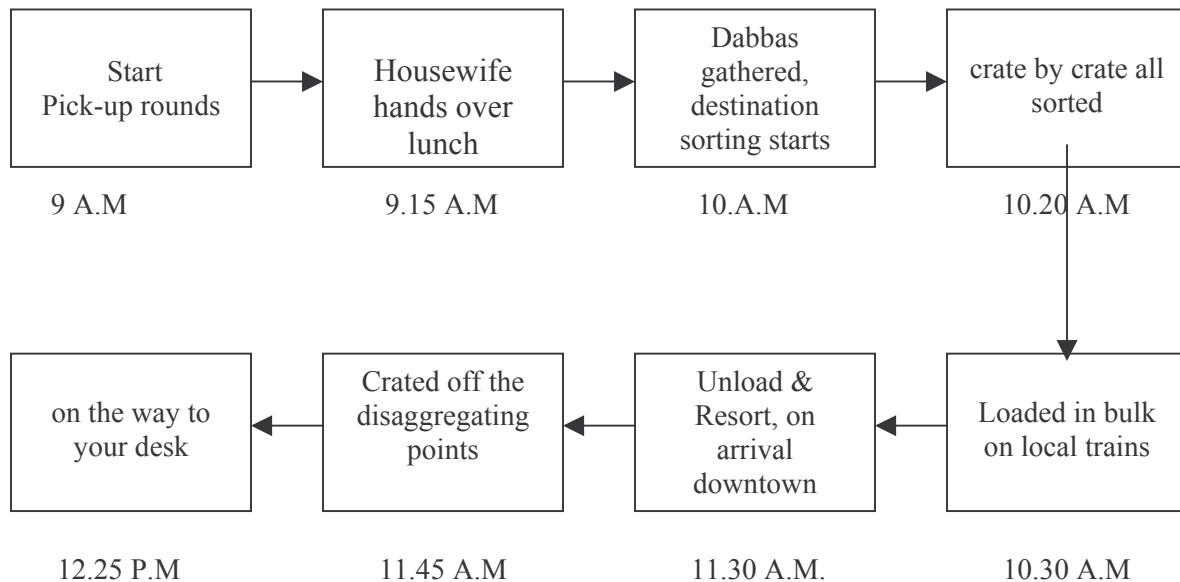 Start
Pick-up rounds
Housewife
hands over
lunch
Dabbas
gathered,
destination
sorting starts
crate by crate all
sorted
9 A.M
9.15 A.M
10.A.M
10.20 A.M
on the way to
your desk
Crated off the
disaggregating
points
Unload &
Resort, on
arrival
downtown
Loaded in bulk
on local trains
12.25 P.M
11.45 A.M
11.30 A.M.
10.30 A.M